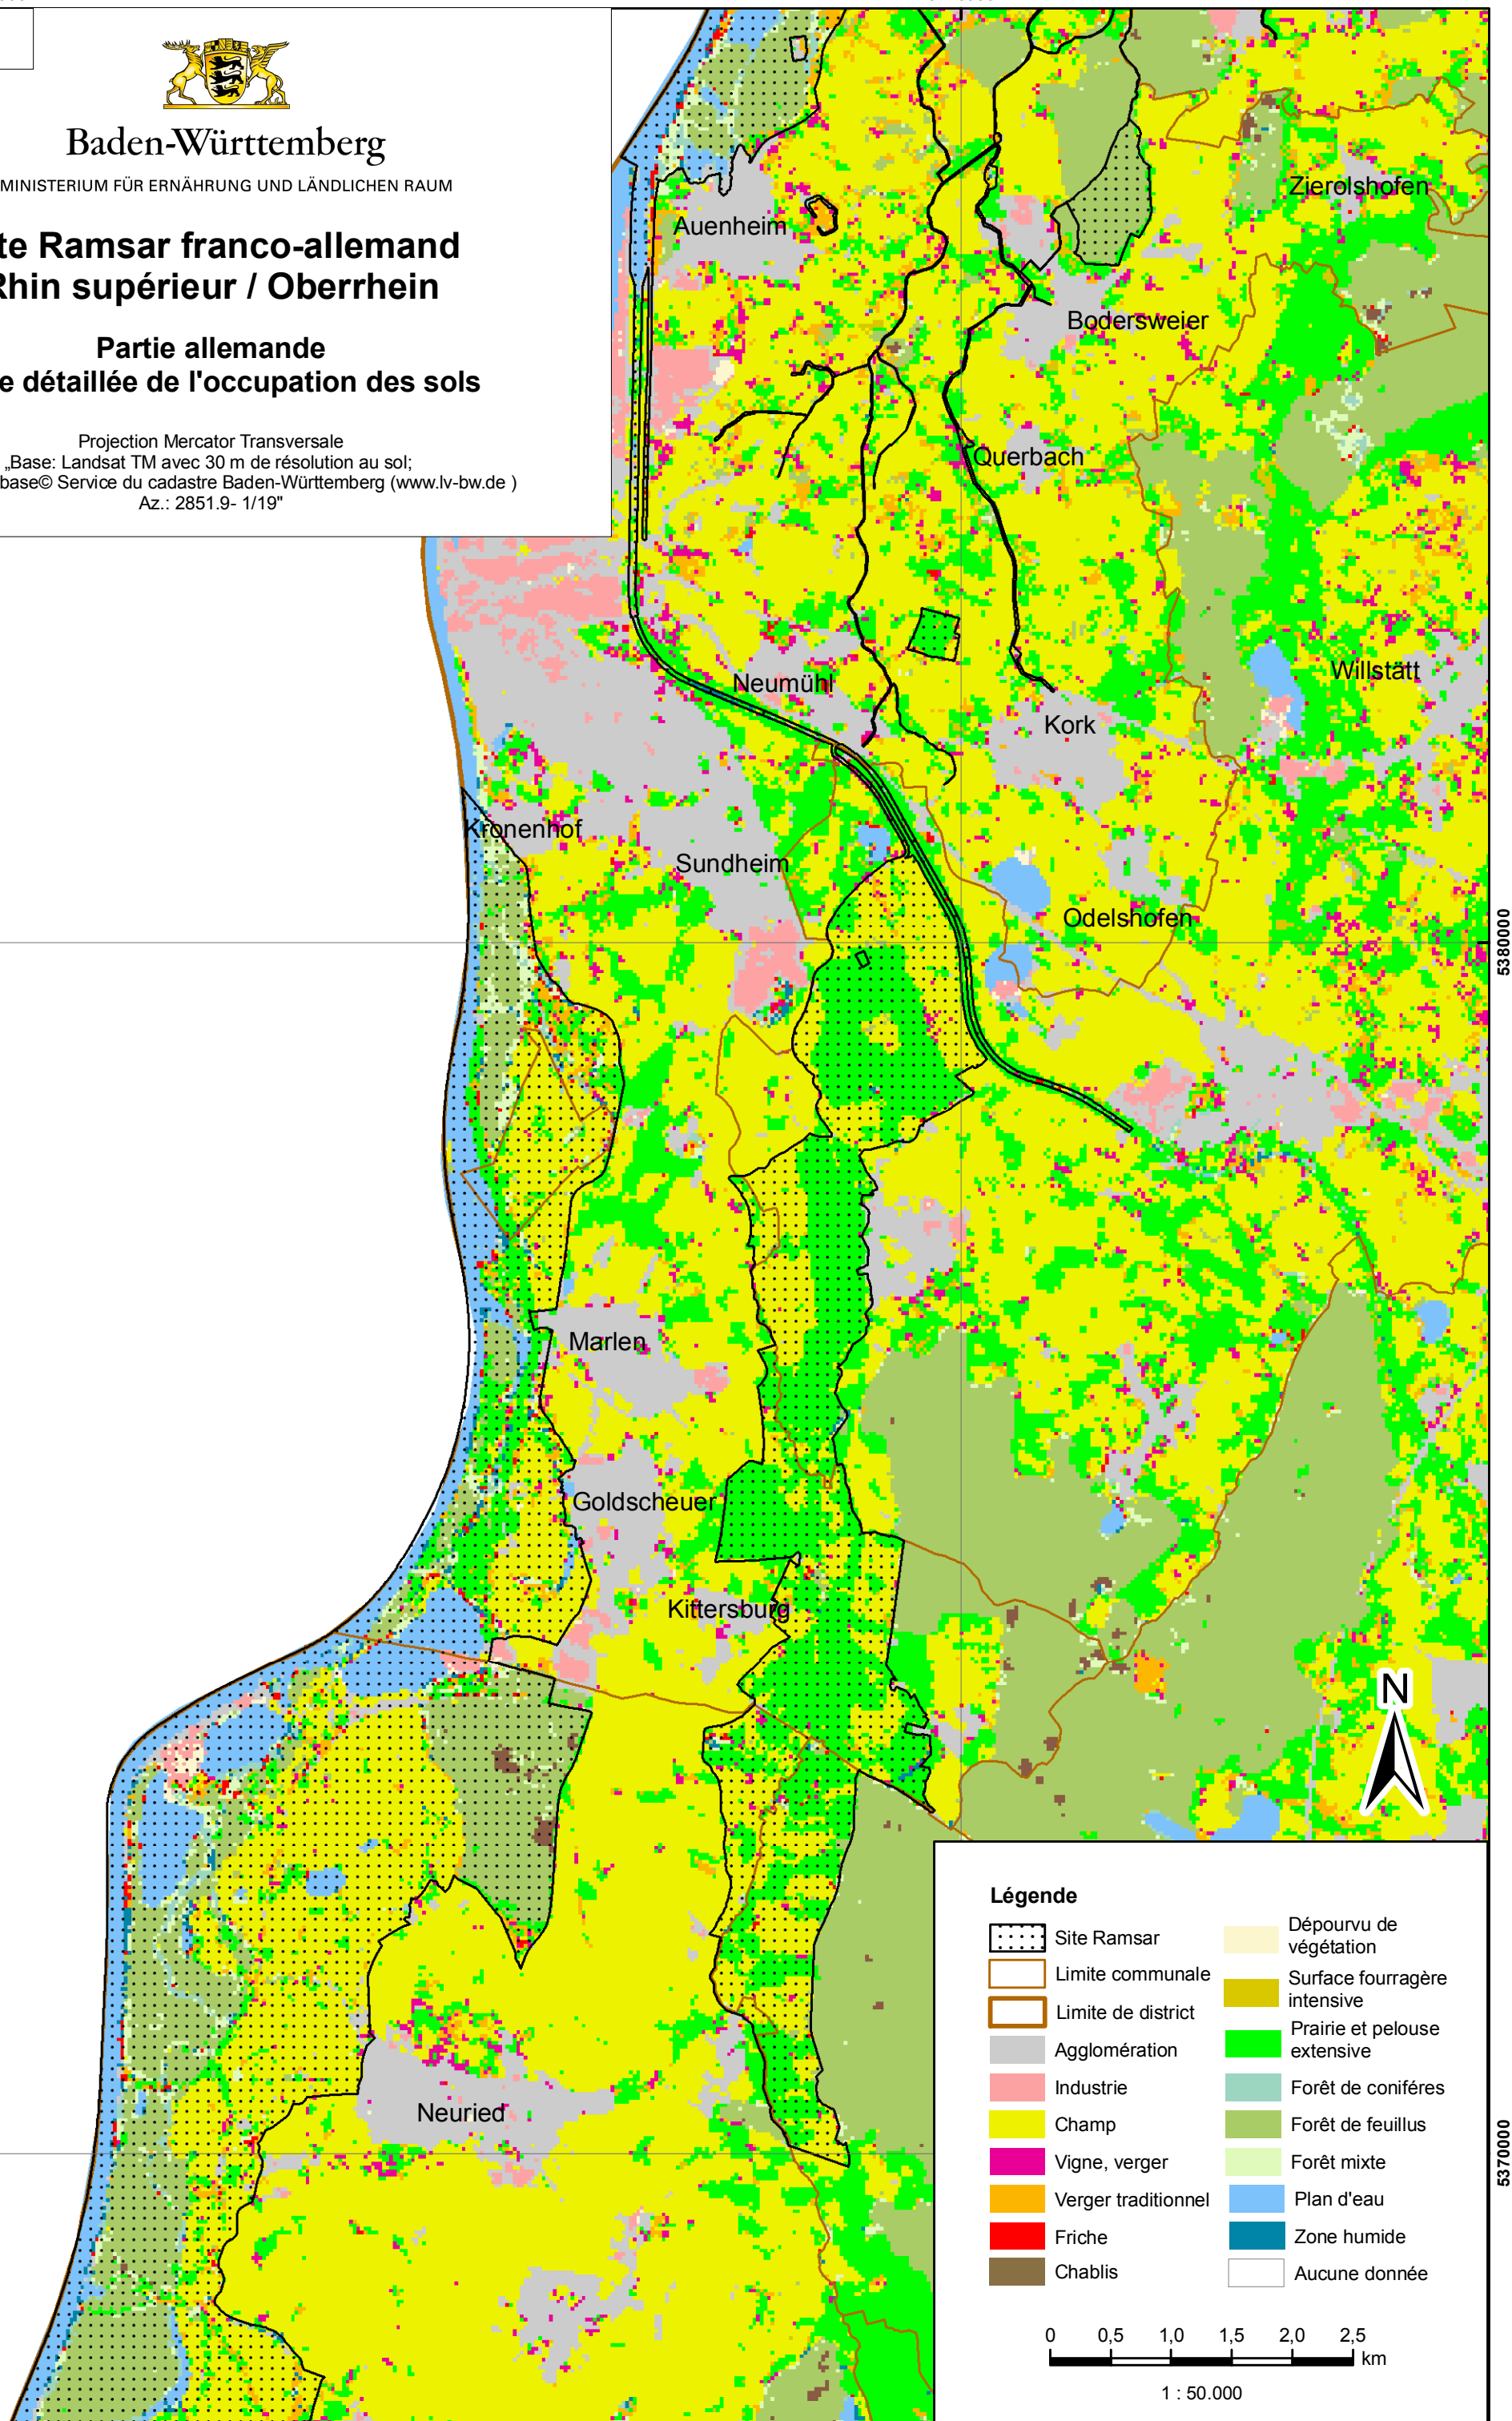 Baden-Württemberg
MINISTERIUM FÜR ERNÄHRUNG UND LÄNDLICHEN RAUM
te Ramsar franco-allemand
Rhin supérieur / Oberrhein
Partie allemande
e détaillée de l'occupation des sols
Projection Mercator Transversale
„Base: Landsat TM avec 30 m de résolution au sol;
base© Service du cadastre Baden-Württemberg (www.lv-bw.de )
Az.: 2851.9- 1/19"
Zierolshofen
Auenheim
Bodersweier
Querbach
Willstätt
Neumühl
Kork
Kronenhof
Sundheim
Odelshofen
5380000
Marlen
Goldscheuer
Kittersburg
N
Neuried
5370000
Légende
Site Ramsar
Limite communale
Limite de district
Agglomération
Industrie
Champ
Vigne, verger
Verger traditionnel
Friche
Chablis
Dépourvu de
végétation
Surface fourragère
intensive
Prairie et pelouse
extensive
Forêt de coniféres
Forêt de feuillus
Forêt mixte
Plan d'eau
Zone humide
Aucune donnée
0 0,5 1,0 1,5 2,0 2,5
km
1 : 50.000